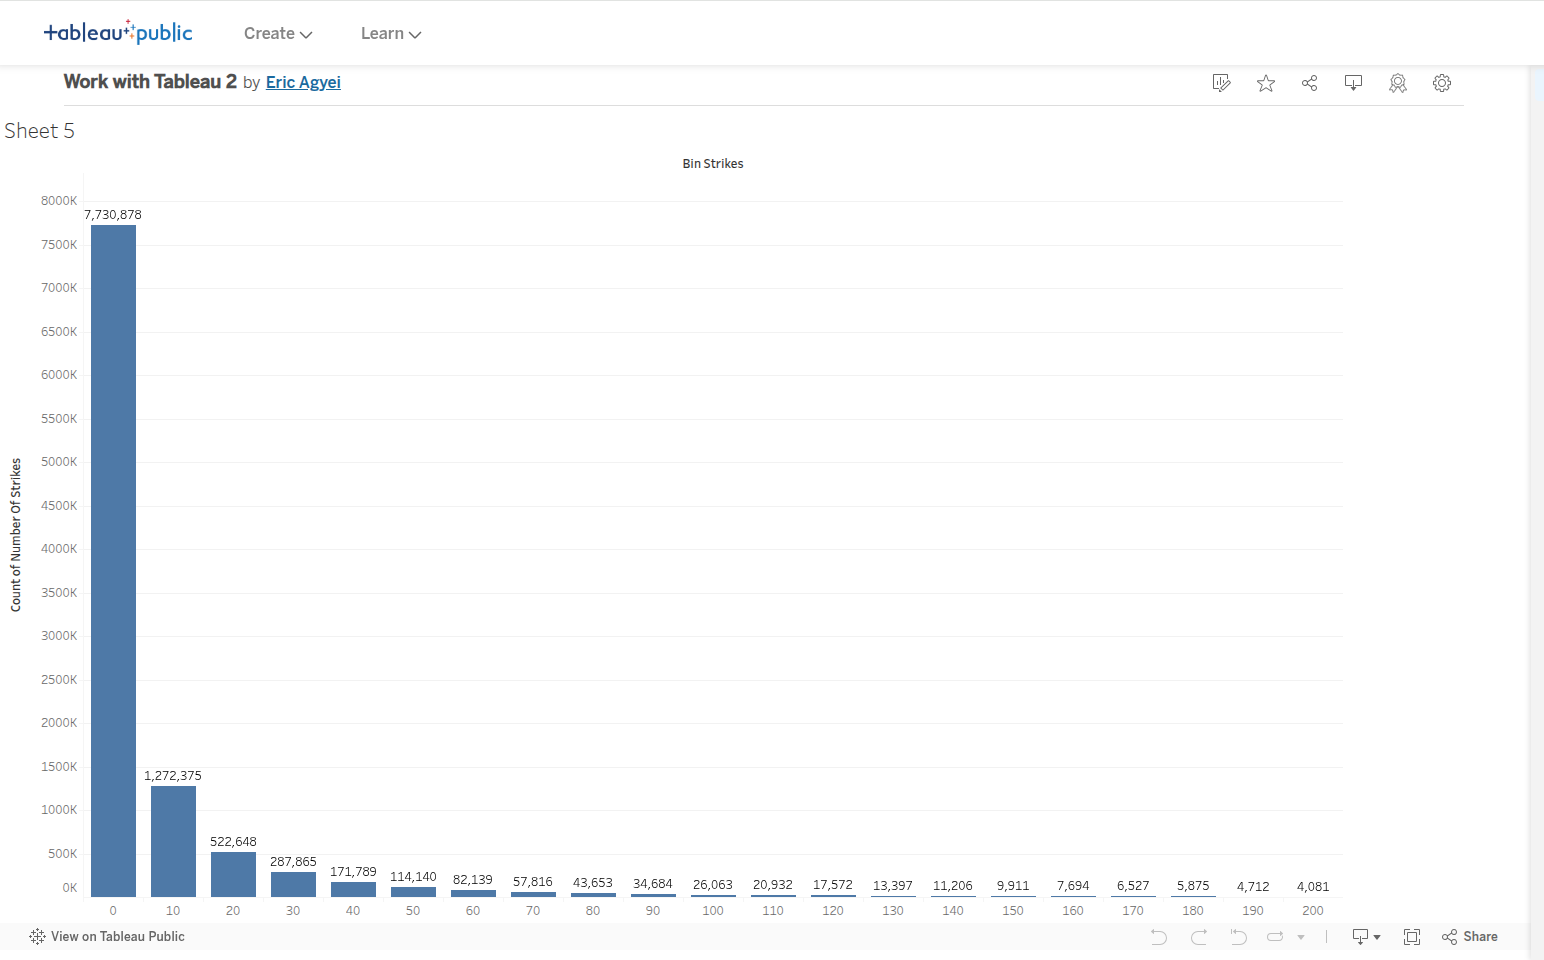 +ableau public
Create
Learn
Work with Tableau 2 by Eric Agyei
Sheet 5
Bin Strikes
Count of Number Of Strikes
8000K
7500K
7000K
6500K
6000K
5500K
5000K
4500K
4000K
3500K
3000K
2500K
2000K
1500K
1000K
500K
0K
7,730,878
1,272,375
522,648
287,865
171,789
114,140
82,139
57,816
43,653
34,684
26,063
20,932
17,572
13,397
11,206
9,911
7,694
6,527
5,875
4,712
4,081
0 10 20 30 40 50 60 70 80 90 100 110 120 130 140 150 160 170 180 190 200
View on Tableau Public
Share